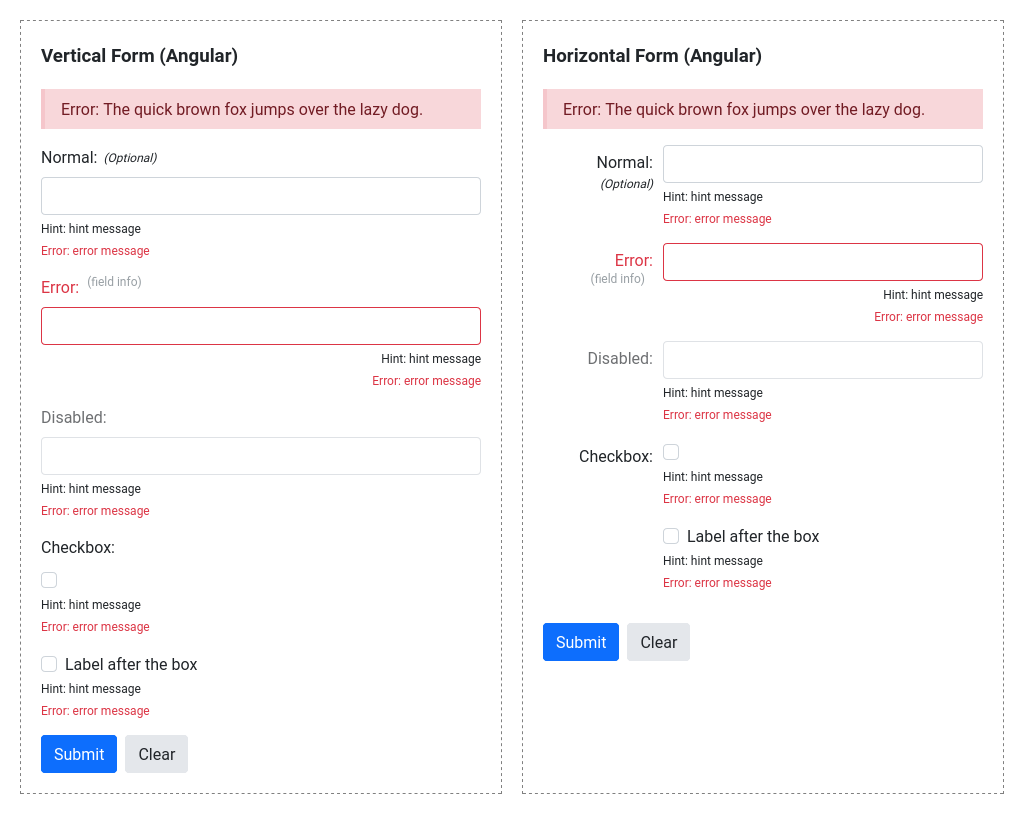 Vertical Form (Angular)
Error: The quick brown fox jumps over the lazy dog.
Normal: (Optional)
Hint: hint message
Error: error message
Error: (field info)
Hint: hint message
Error: error message
Disabled:
Hint: hint message
Error: error message
Checkbox:
Hint: hint message
Error: error message
Label after the box
Hint: hint message
Error: error message
Submit Clear
Horizontal Form (Angular)
Error: The quick brown fox jumps over the lazy dog.
Normal:
(Optional)
Hint: hint message
Error: error message
Error:
(field info)
Hint: hint message
Error: error message
Disabled:
Hint: hint message
Error: error message
Checkbox:
Hint: hint message
Error: error message
Label after the box
Hint: hint message
Error: error message
Submit Clear